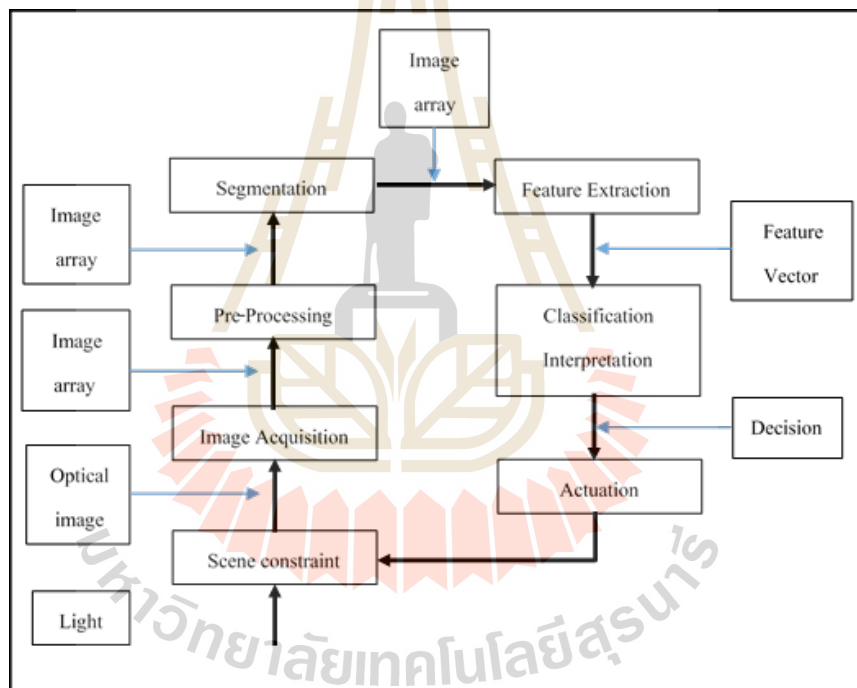 Image
array
Segmentation
Feature Extraction
Image
array
Feature
Vector
Pre-Processing
Classification
Interpretation
Image
array
Image Acquisition
Decision
Optical
image
Actuation
Scene constraint
Light
มหาวิทยาลัยเทคโนโลยีสุรนารี